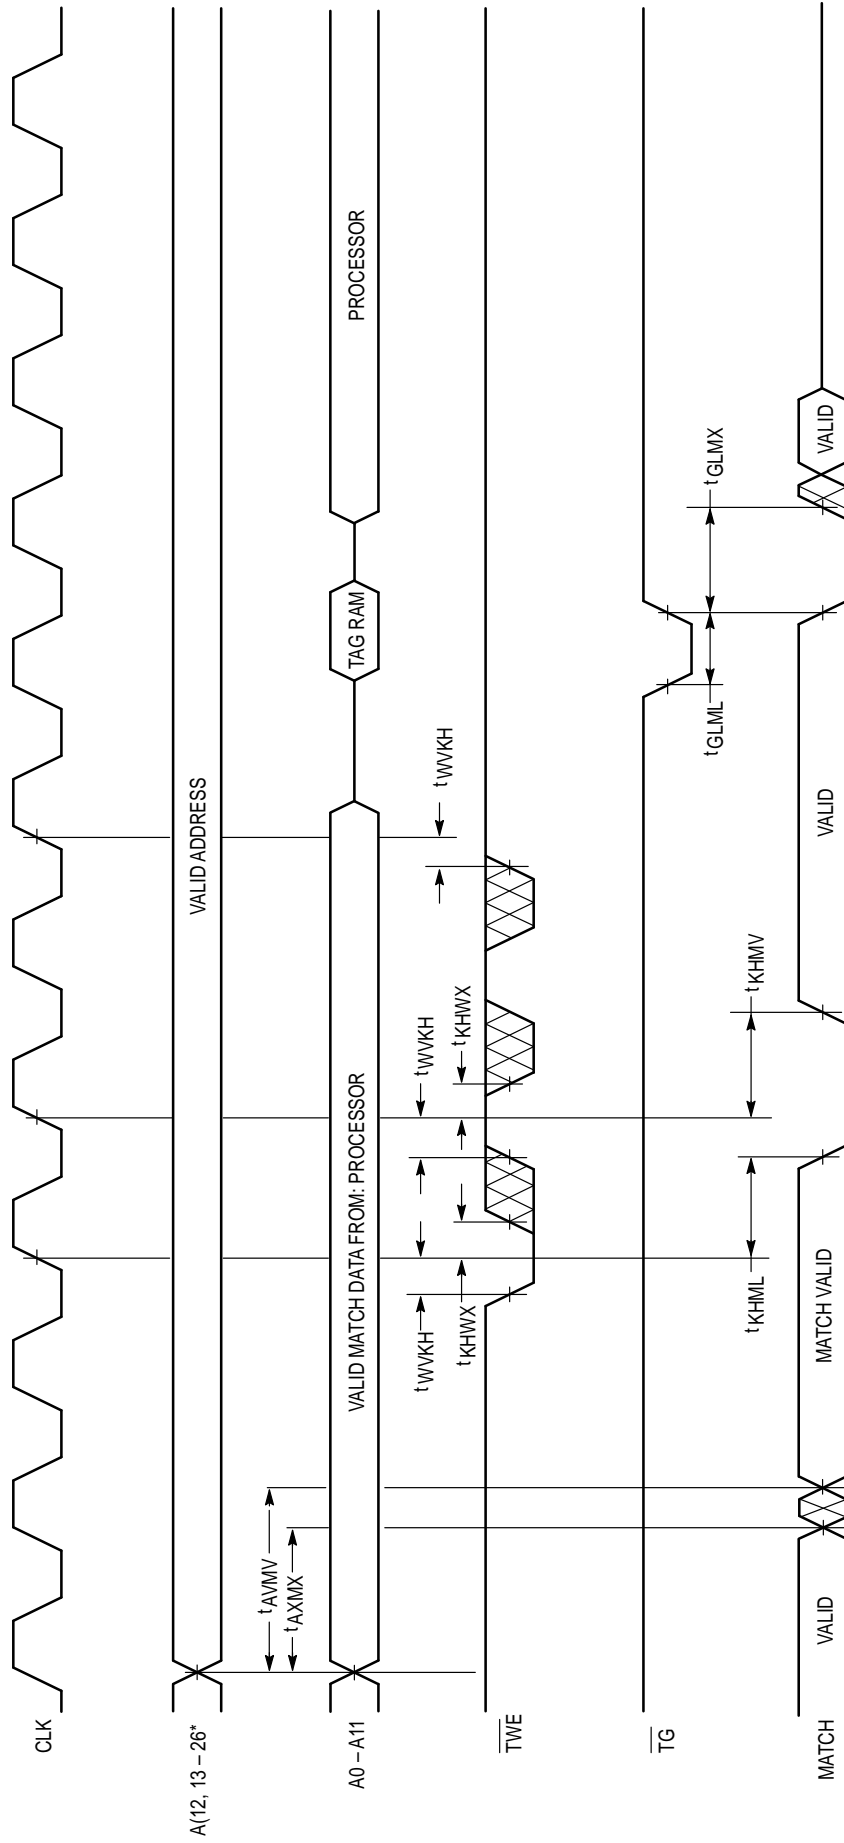 CLK
A(12, 13 – 26*
VALID ADDRESS
tAVMV
tAXMX
A0 – A11
VALID MATCH DATA FROM: PROCESSOR
TAG RAM
PROCESSOR
tWVKH
tWVKH
tWVKH
tKHWX
tKHWX
TWE
TG
tGLML
tGLMX
tKHML
tKHMV
MATCH
VALID
MATCH VALID
VALID
VALID